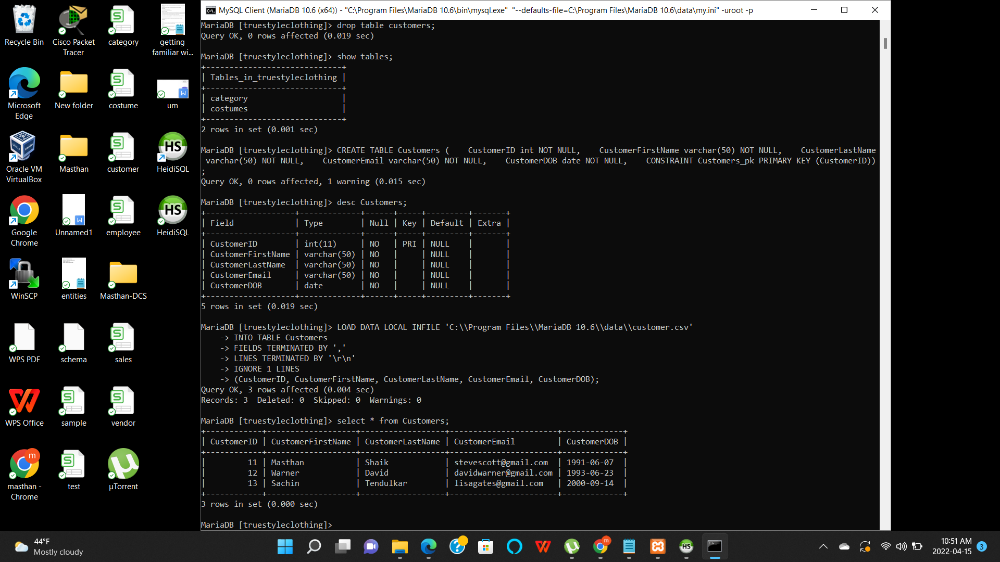 MySQL Client (MariaDB 10.6 (x64)) - "C:\Program Files\MariaDB 10.6\bin\mysql.exe"  "--defaults-file=C:\Program Files\MariaDB 10.6\data\my.ini" -uroot -p
Recycle Bin
Cisco Packet
Tracer
category
getting
familiar wi...
Microsoft
Edge
New folder
costume
um
Oracle VM
VirtualBox
Masthan
customer
HeidiSQL
Google
Chrome
Unnamed1
employee
HeidiSQL
WinSCP
entities
Masthan-DCS
WPS PDF
schema
sales
WPS Office
sample
vendor
masthan -
Chrome
test
µTorrent
MariaDB [truestyleclothing]> drop table customers;
Query OK, 0 rows affected (0.019 sec)
MariaDB [truestyleclothing]> show tables;
+-----------------------------+
| Tables_in_truestyleclothing |
+-----------------------------+
| category                    |
| costumes                    |
+-----------------------------+
2 rows in set (0.001 sec)
MariaDB [truestyleclothing]> CREATE TABLE Customers (    CustomerID int NOT NULL,    CustomerFirstName varchar(50) NOT NULL,    CustomerLastName
 varchar(50) NOT NULL,    CustomerEmail varchar(50) NOT NULL,    CustomerDOB date NOT NULL,    CONSTRAINT Customers_pk PRIMARY KEY (CustomerID))
;
Query OK, 0 rows affected, 1 warning (0.015 sec)
MariaDB [truestyleclothing]> desc Customers;
+-------------------+-------------+------+-----+---------+-------+
| Field             | Type        | Null | Key | Default | Extra |
+-------------------+-------------+------+-----+---------+-------+
| CustomerID        | int(11)     | NO   | PRI | NULL    |       |
| CustomerFirstName | varchar(50) | NO   |     | NULL    |       |
| CustomerLastName  | varchar(50) | NO   |     | NULL    |       |
| CustomerEmail     | varchar(50) | NO   |     | NULL    |       |
| CustomerDOB       | date        | NO   |     | NULL    |       |
+-------------------+-------------+------+-----+---------+-------+
5 rows in set (0.019 sec)
MariaDB [truestyleclothing]> LOAD DATA LOCAL INFILE 'C:\\Program Files\\MariaDB 10.6\\data\\customer.csv'
    -> INTO TABLE Customers
    -> FIELDS TERMINATED BY ','
    -> LINES TERMINATED BY '\r\n'
    -> IGNORE 1 LINES
    -> (CustomerID, CustomerFirstName, CustomerLastName, CustomerEmail, CustomerDOB);
Query OK, 3 rows affected (0.004 sec)
Records: 3  Deleted: 0  Skipped: 0  Warnings: 0
MariaDB [truestyleclothing]> select * from Customers;
+------------+-------------------+------------------+-----------------------+-------------+
| CustomerID | CustomerFirstName | CustomerLastName | CustomerEmail         | CustomerDOB |
+------------+-------------------+------------------+-----------------------+-------------+
|         11 | Masthan           | Shaik            | stevescott@gmail.com  | 1991-06-07  |
|         12 | Warner            | David            | davidwarner@gmail.com | 1993-06-23  |
|         13 | Sachin            | Tendulkar        | lisagates@gmail.com   | 2000-09-14  |
+------------+-------------------+------------------+-----------------------+-------------+
3 rows in set (0.000 sec)
MariaDB [truestyleclothing]>
44°F
Mostly cloudy
10:51 AM
2022-04-15
3